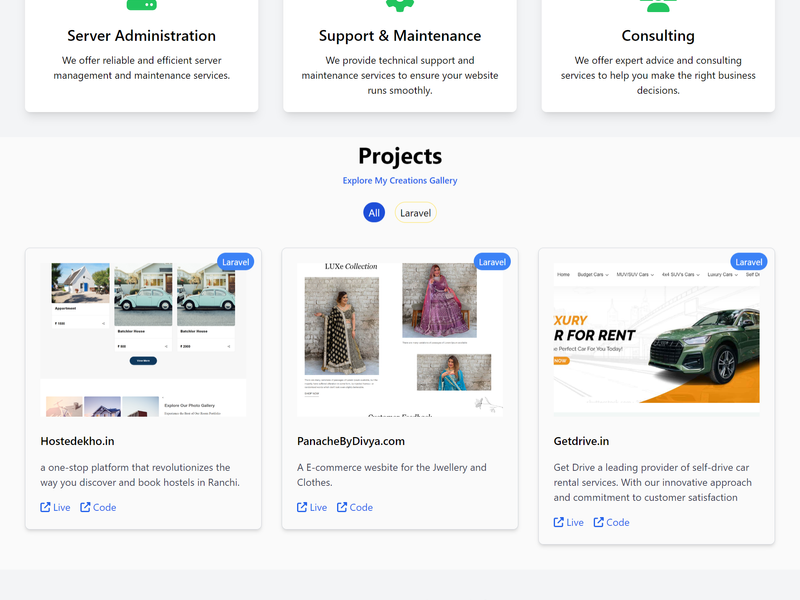 Server Administration
We offer reliable and efficient server
management and maintenance services.
Support & Maintenance
We provide technical support and
maintenance services to ensure your website
runs smoothly.
Consulting
We offer expert advice and consulting
services to help you make the right business
decisions.
Projects
Explore My Creations Gallery
All
Laravel
Laravel
Appartment
₹ 1000
Batchlor House
₹ 600
Batchlor House
₹ 2000
Explore Our Photo Gallery
Hostedekho.in
a one-stop platform that revolutionizes the
way you discover and book hostels in Ranchi.
Live
Code
Laravel
LUXe Collection
Customer Feedback
PanacheByDivya.com
A E-commerce wesbite for the Jwellery and
Clothes.
Live
Code
Laravel
Home
Budget Cars
MUV/SUV Cars
4x4 SUV's Cars
Luxury Cars
Self Dr
XURY
R FOR RENT
e Perfect Car For You Today!
NOW
Getdrive.in
Get Drive a leading provider of self-drive car
rental services. With our innovative approach
and commitment to customer satisfaction
Live
Code